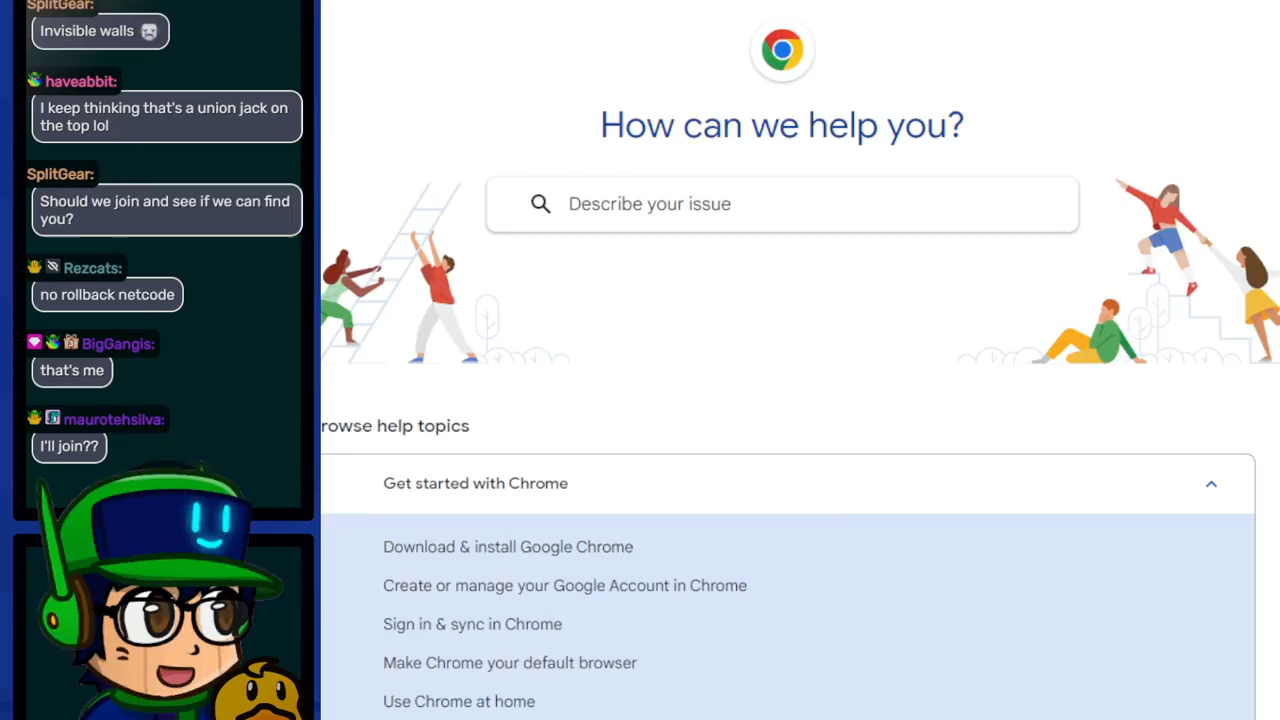 SplitGear:
Invisible walls
haveabbit:
I keep thinking that's a union jack on
the top lol
SplitGear:
Should we join and see if we can find
you?
Rezcats:
no rollback netcode
BigGangis:
that's me
maurotehsilva:
I'll join??
How can we help you?
Describe your issue
rowse help topics
Get started with Chrome
Download & install Google Chrome
Create or manage your Google Account in Chrome
Sign in & sync in Chrome
Make Chrome your default browser
Use Chrome at home